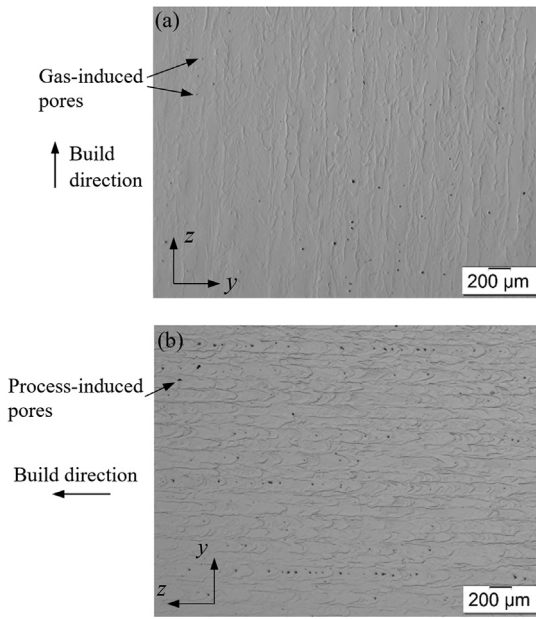 (a)
Gas-induced
pores
Build
direction
z
y
200 µm
(b)
Process-induced
pores
Build direction
y
z
200 µm